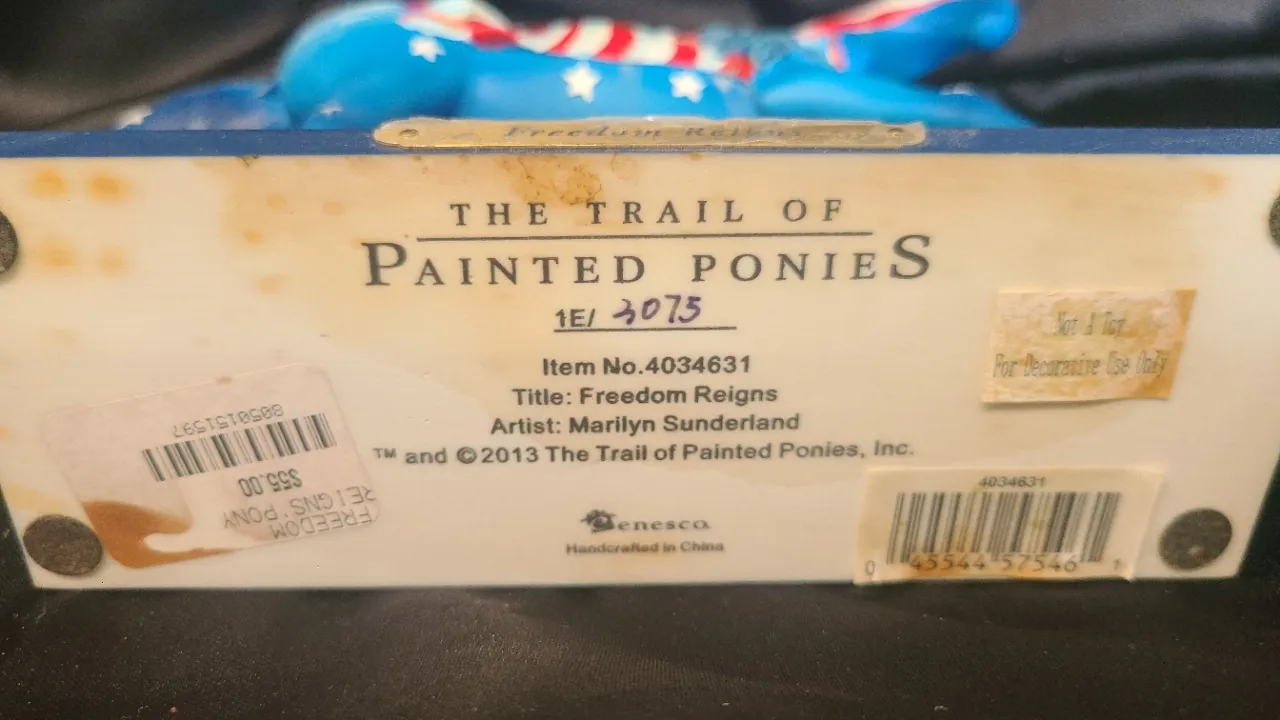 Freedom Reigns
THE TRAIL OF
PAINTED PONIES
1E/ 3075
Item No.4034631
Title: Freedom Reigns
Artist: Marilyn Sunderland
™ and ©2013 The Trail of Painted Ponies, Inc.
Enesco
Handcrafted in China
Not A Toy
For Decorative Use Only
4034631
0 45544 57546 1
FREEDOM
REIGNS'PONY
$55.00
8050151597